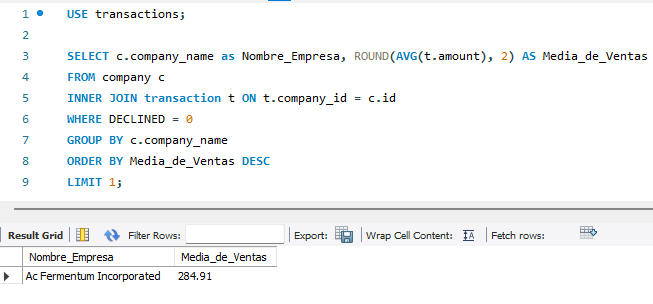 1 USE transactions;
2
3 SELECT c.company_name as Nombre_Empresa, ROUND(AVG(t.amount), 2) AS Media_de_Ventas
4 FROM company c
5 INNER JOIN transaction t ON t.company_id = c.id
6 WHERE DECLINED = 0
7 GROUP BY c.company_name
8 ORDER BY Media_de_Ventas DESC
9 LIMIT 1;
Result Grid Filter Rows: Export: Wrap Cell Content: Fetch rows:
Nombre_Empresa Media_de_Ventas
Ac Fermentum Incorporated 284.91